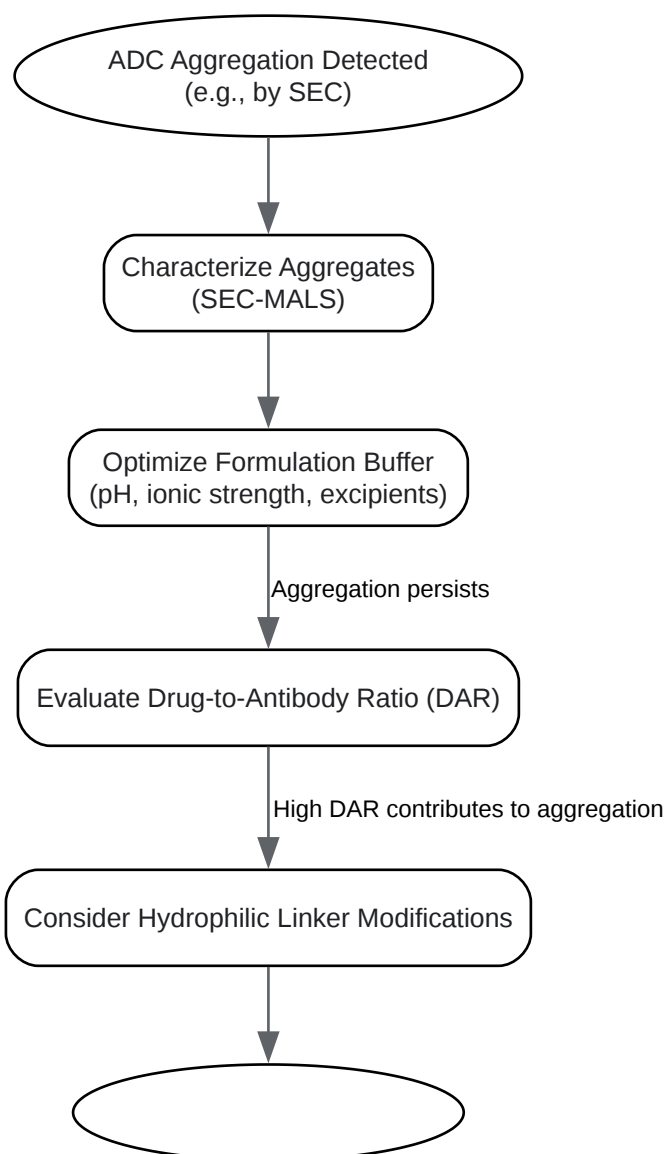 ADC Aggregation Detected
(e.g., by SEC)
Characterize Aggregates
(SEC-MALS)
Optimize Formulation Buffer
(pH, ionic strength, excipients)
Aggregation persists
Evaluate Drug-to-Antibody Ratio (DAR)
High DAR contributes to aggregation
Consider Hydrophilic Linker Modifications